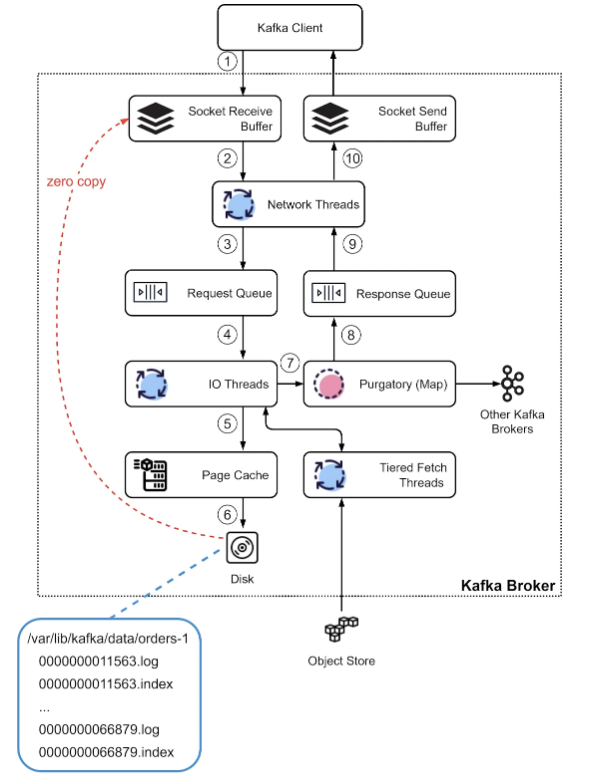 Kafka Client
1
Socket Receive
Buffer
Socket Send
Buffer
2
10
zero copy
Network Threads
3
9
Request Queue
Response Queue
4
8
7
IO Threads
Purgatory (Map)
Other Kafka
Brokers
5
Page Cache
Tiered Fetch
Threads
6
Disk
Kafka Broker
/var/lib/kafka/data/orders-1
0000000011563.log
0000000011563.index
...
0000000066879.log
0000000066879.index
Object Store